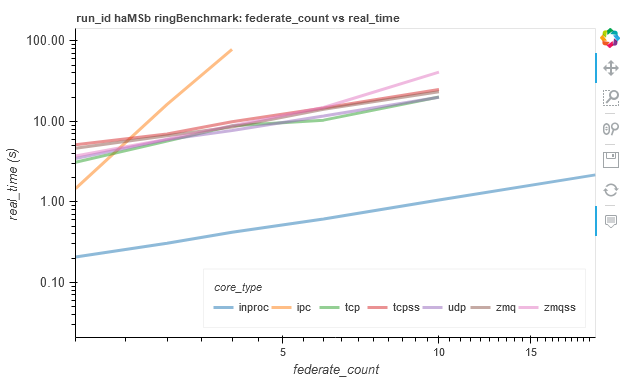 run_id haMSb ringBenchmark: federate_count vs real_time
100.00
10.00
1.00
0.10
real_time (s)
core_type
inproc ipc tcp tcpss udp zmq zmqss
5 10 15
federate_count